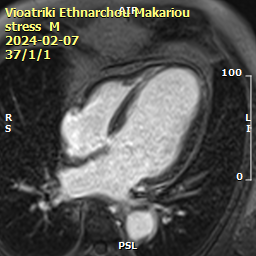 Vioatriki Ethnarchou Makariou
AIR
stress M
2024-02-07
37/1/1
100
R
S
L
I
0
PSL